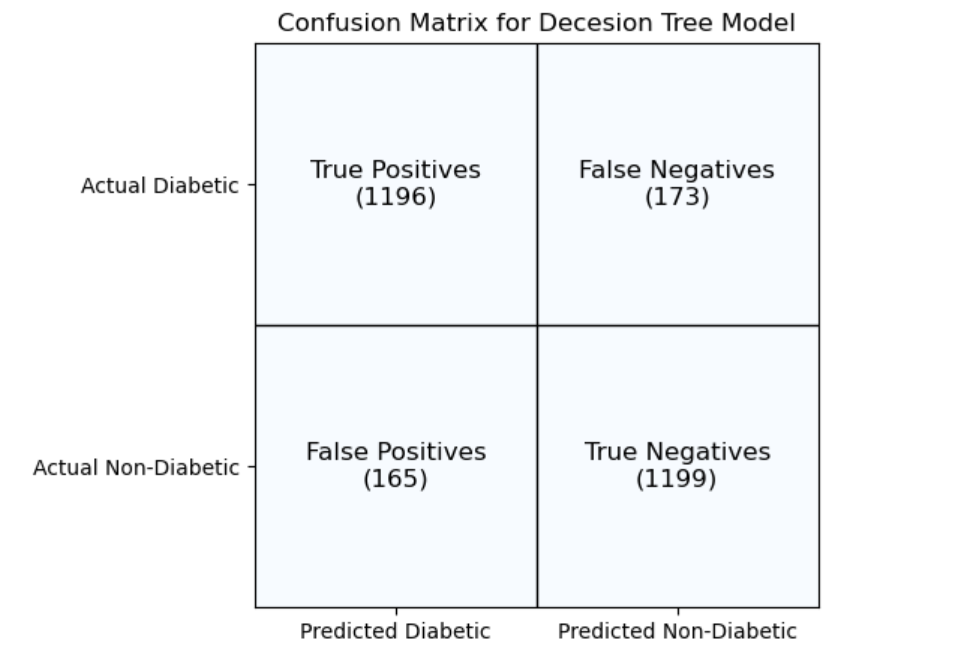 Confusion Matrix for Decesion Tree Model
Actual Diabetic
True Positives
(1196)
False Negatives
(173)
Actual Non-Diabetic
False Positives
(165)
True Negatives
(1199)
Predicted Diabetic
Predicted Non-Diabetic